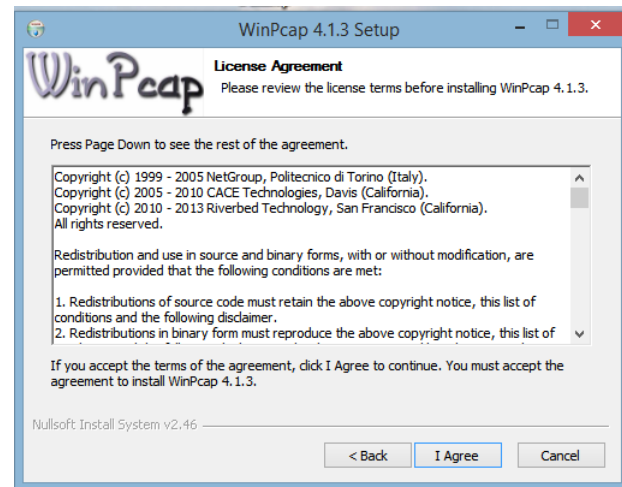 WinPcap 4.1.3 Setup
WinPcap
License Agreement
Please review the license terms before installing WinPcap 4.1.3.
Press Page Down to see the rest of the agreement.
Copyright (c) 1999 - 2005 NetGroup, Politecnico di Torino (Italy).
Copyright (c) 2005 - 2010 CACE Technologies, Davis (California).
Copyright (c) 2010 - 2013 Riverbed Technology, San Francisco (California).
All rights reserved.
Redistribution and use in source and binary forms, with or without modification, are
permitted provided that the following conditions are met:
1. Redistributions of source code must retain the above copyright notice, this list of
conditions and the following disclaimer.
2. Redistributions in binary form must reproduce the above copyright notice, this list of
If you accept the terms of the agreement, click I Agree to continue. You must accept the
agreement to install WinPcap 4.1.3.
Nullsoft Install System v2.46
< Back
I Agree
Cancel